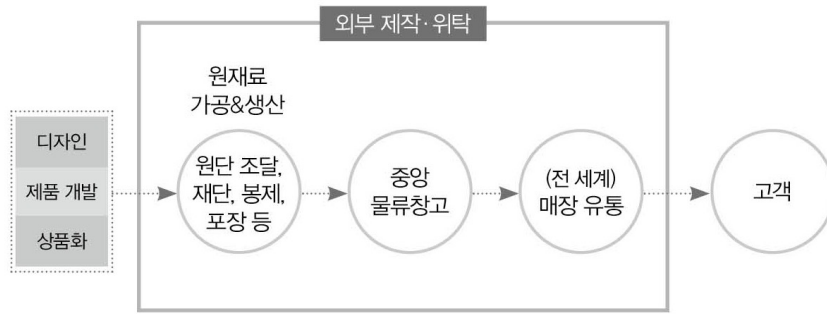 외부 제작·위탁
디자인
제품 개발
상품화
원재료
가공&생산
원단 조달,
재단, 봉제,
포장 등
중앙
물류창고
(전 세계)
매장 유통
고객